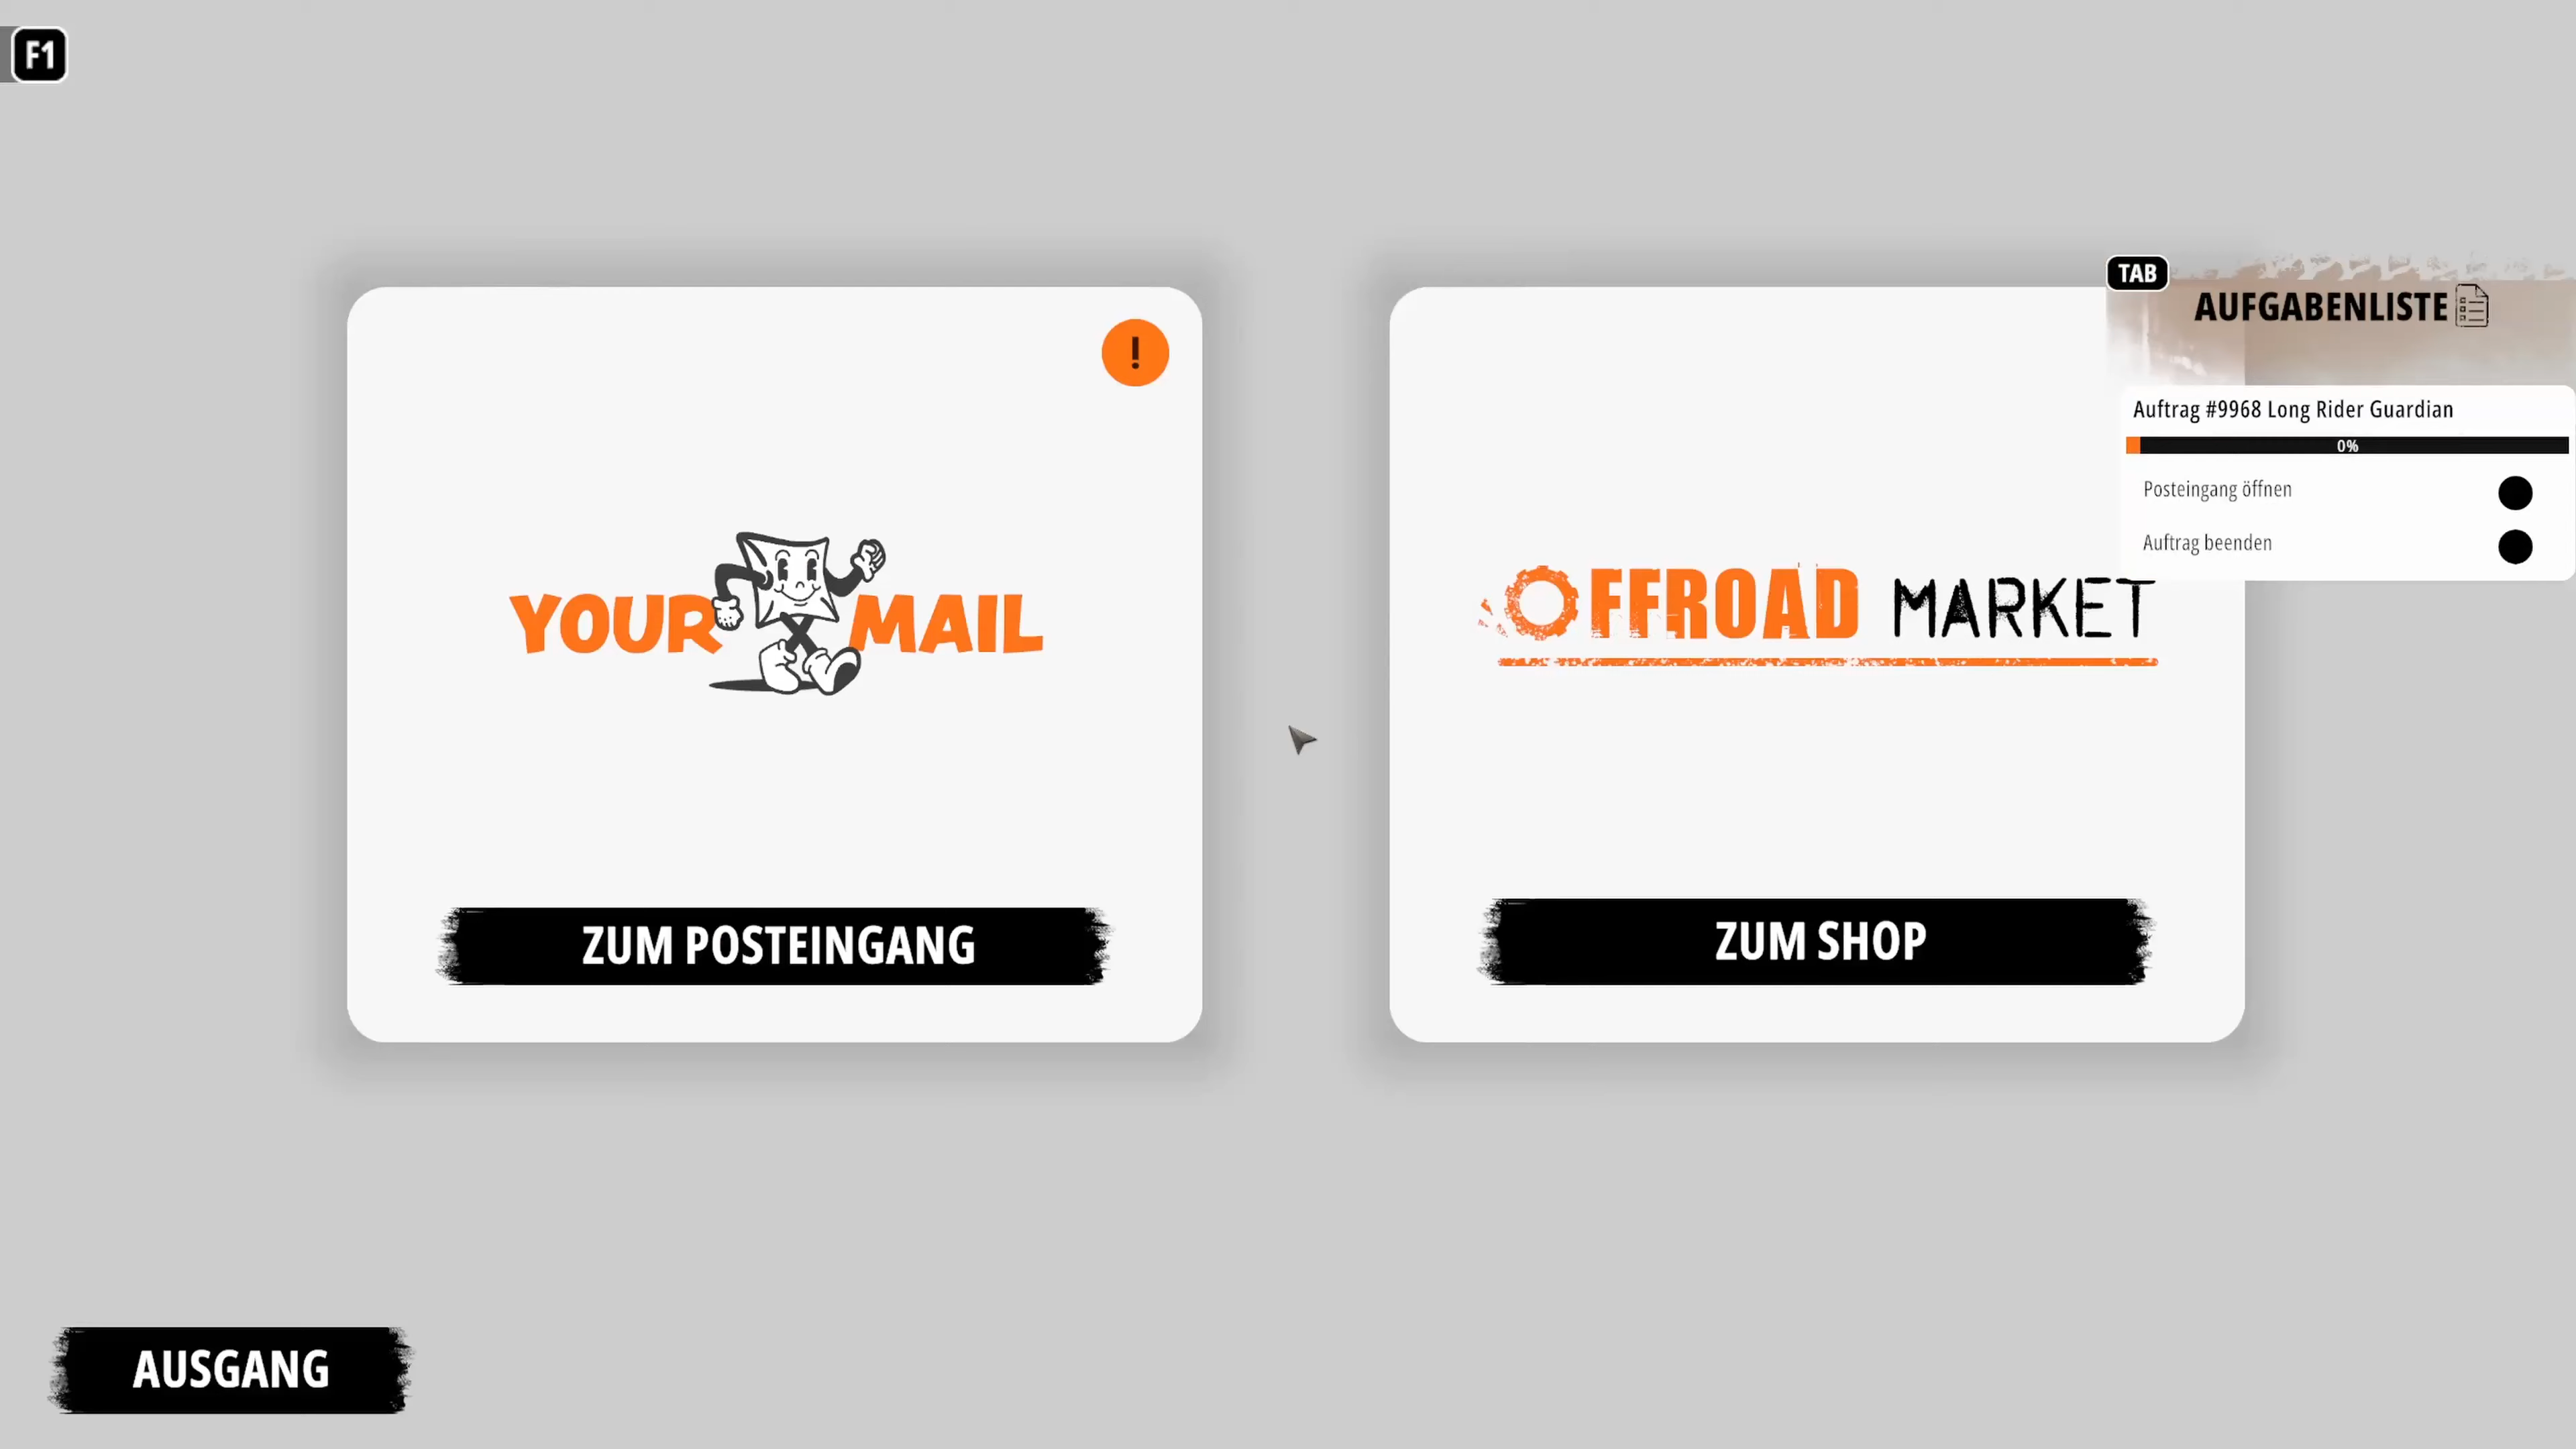 F1
TAB
AUFGABENLISTE
Auftrag #9968 Long Rider Guardian
0%
Posteingang öffnen
Auftrag beenden
!
YOUR MAIL
OFFROAD MARKET
ZUM POSTEINGANG
ZUM SHOP
AUSGANG